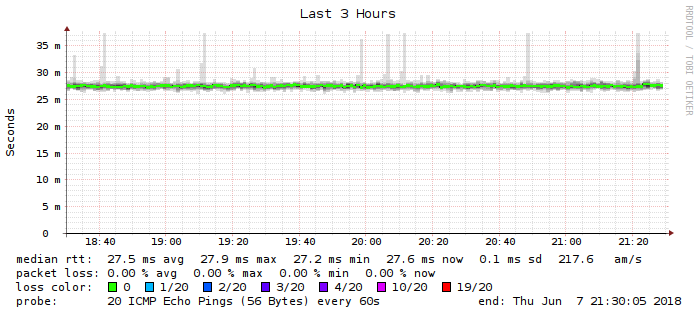 Last 3 Hours
RRDTOOL / TOBI OETIKER
Seconds
35 m
30 m
25 m
20 m
15 m
10 m
5 m
0
18:40 19:00 19:20 19:40 20:00 20:20 20:40 21:00 21:20
median rtt: 27.5 ms avg 27.9 ms max 27.2 ms min 27.6 ms now 0.1 ms sd 217.6 am/s
packet loss: 0.00 % avg 0.00 % max 0.00 % min 0.00 % now
loss color: 0 1/20 2/20 3/20 4/20 10/20 19/20
probe: 20 ICMP Echo Pings (56 Bytes) every 60s end: Thu Jun 7 21:30:05 2018